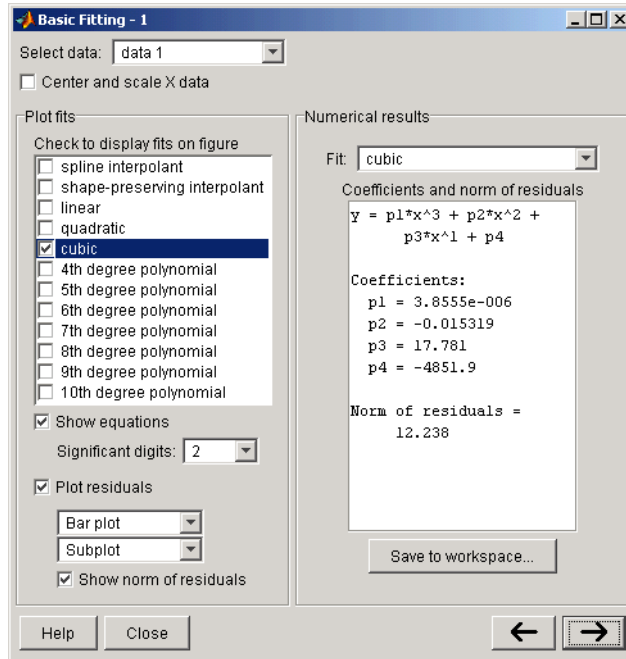 Basic Fitting - 1
Select data: data 1
Center and scale X data
Plot fits
Check to display fits on figure
spline interpolant
shape-preserving interpolant
linear
quadratic
cubic
4th degree polynomial
5th degree polynomial
6th degree polynomial
7th degree polynomial
8th degree polynomial
9th degree polynomial
10th degree polynomial
Show equations
Significant digits: 2
Plot residuals
Bar plot
Subplot
Show norm of residuals
Numerical results
Fit: cubic
Coefficients and norm of residuals
y = p1*x^3 + p2*x^2 +
p3*x^1 + p4
Coefficients:
p1 = 3.8555e-006
p2 = -0.015319
p3 = 17.781
p4 = -4851.9
Norm of residuals =
12.238
Save to workspace...
Help Close